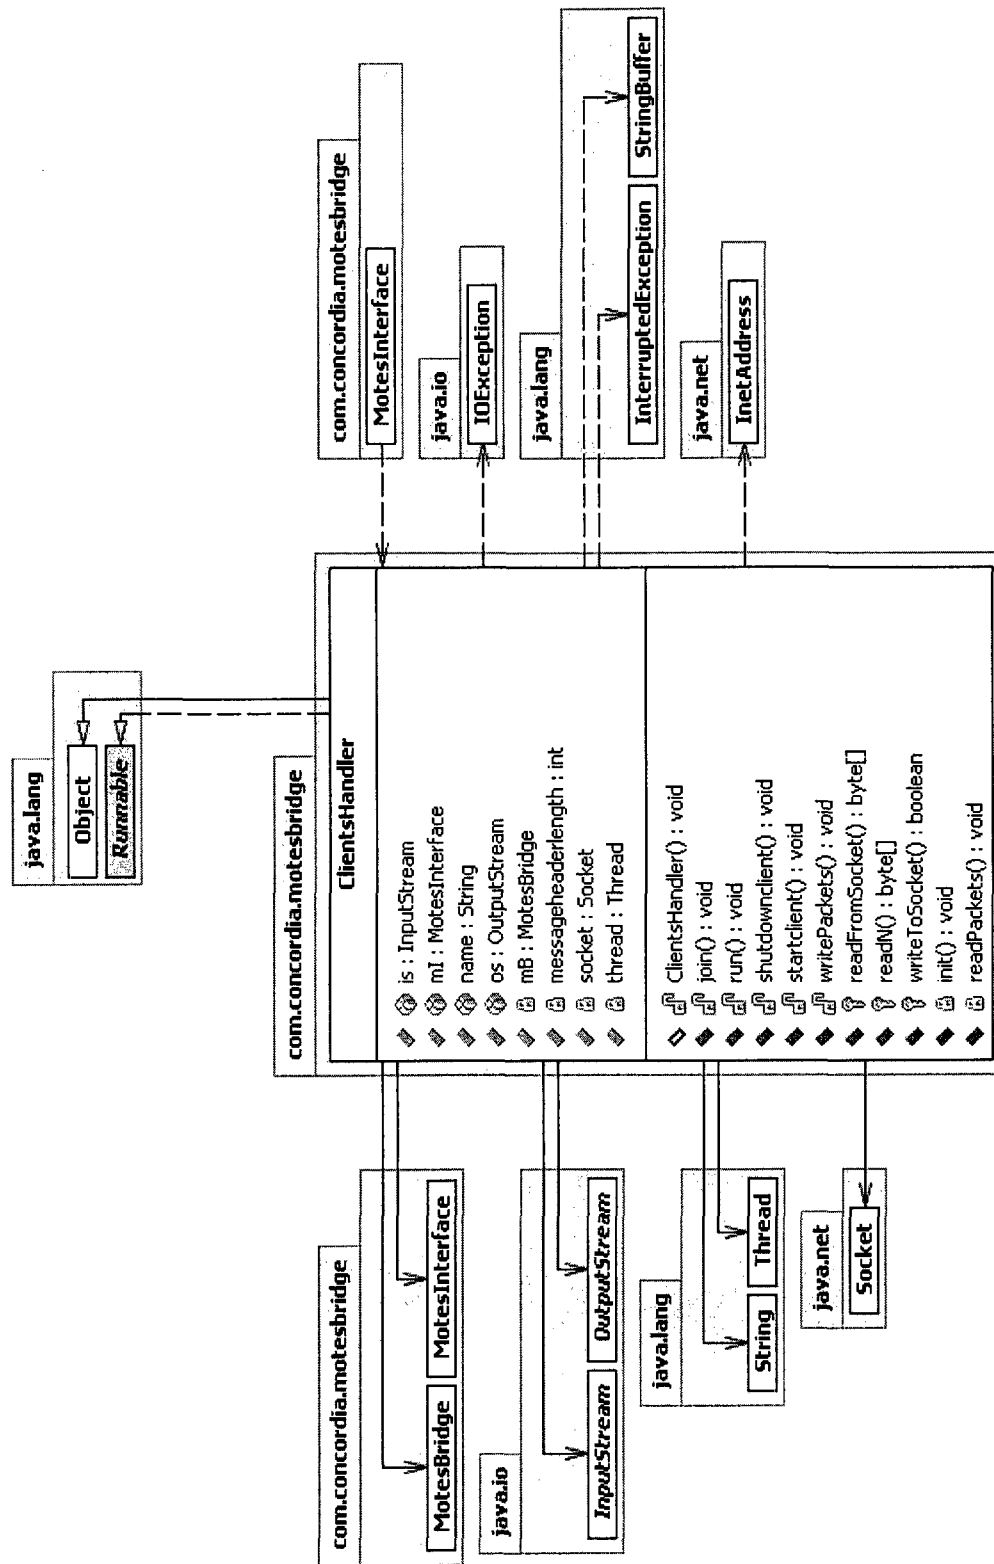 java.lang
Object
Runnable
com.concordia.motesbridge
MotesBridge
MotesInterface
java.io
InputStream
OutputStream
java.lang
String
Thread
java.net
Socket
com.concordia.motesbridge
ClientsHandler
is : InputStream
mI : MotesInterface
name : String
os : OutputStream
mB : MotesBridge
messageheaderlength : int
socket : Socket
thread : Thread
ClientsHandler() : void
join() : void
run() : void
shutdownclient() : void
startclient() : void
writePackets() : void
readFromSocket() : byte[]
readN() : byte[]
writeToSocket() : boolean
init() : void
readPackets() : void
com.concordia.motesbridge
MotesInterface
java.io
IOException
java.lang
InterruptedException
StringBuffer
java.net
InetAddress